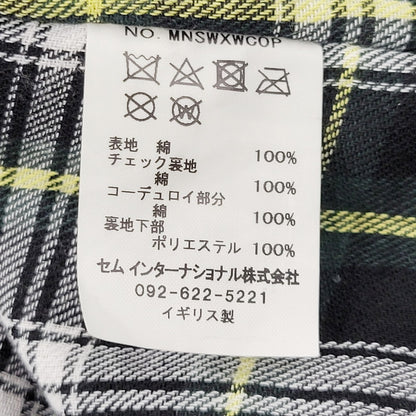 NO. MNSWXWCOP
表地 綿 100%
チェック裏地
綿 100%
コーデュロイ部分
綿 100%
裏地下部
ポリエステル 100%
セム インターナショナル株式会社
092-622-5221
イギリス製